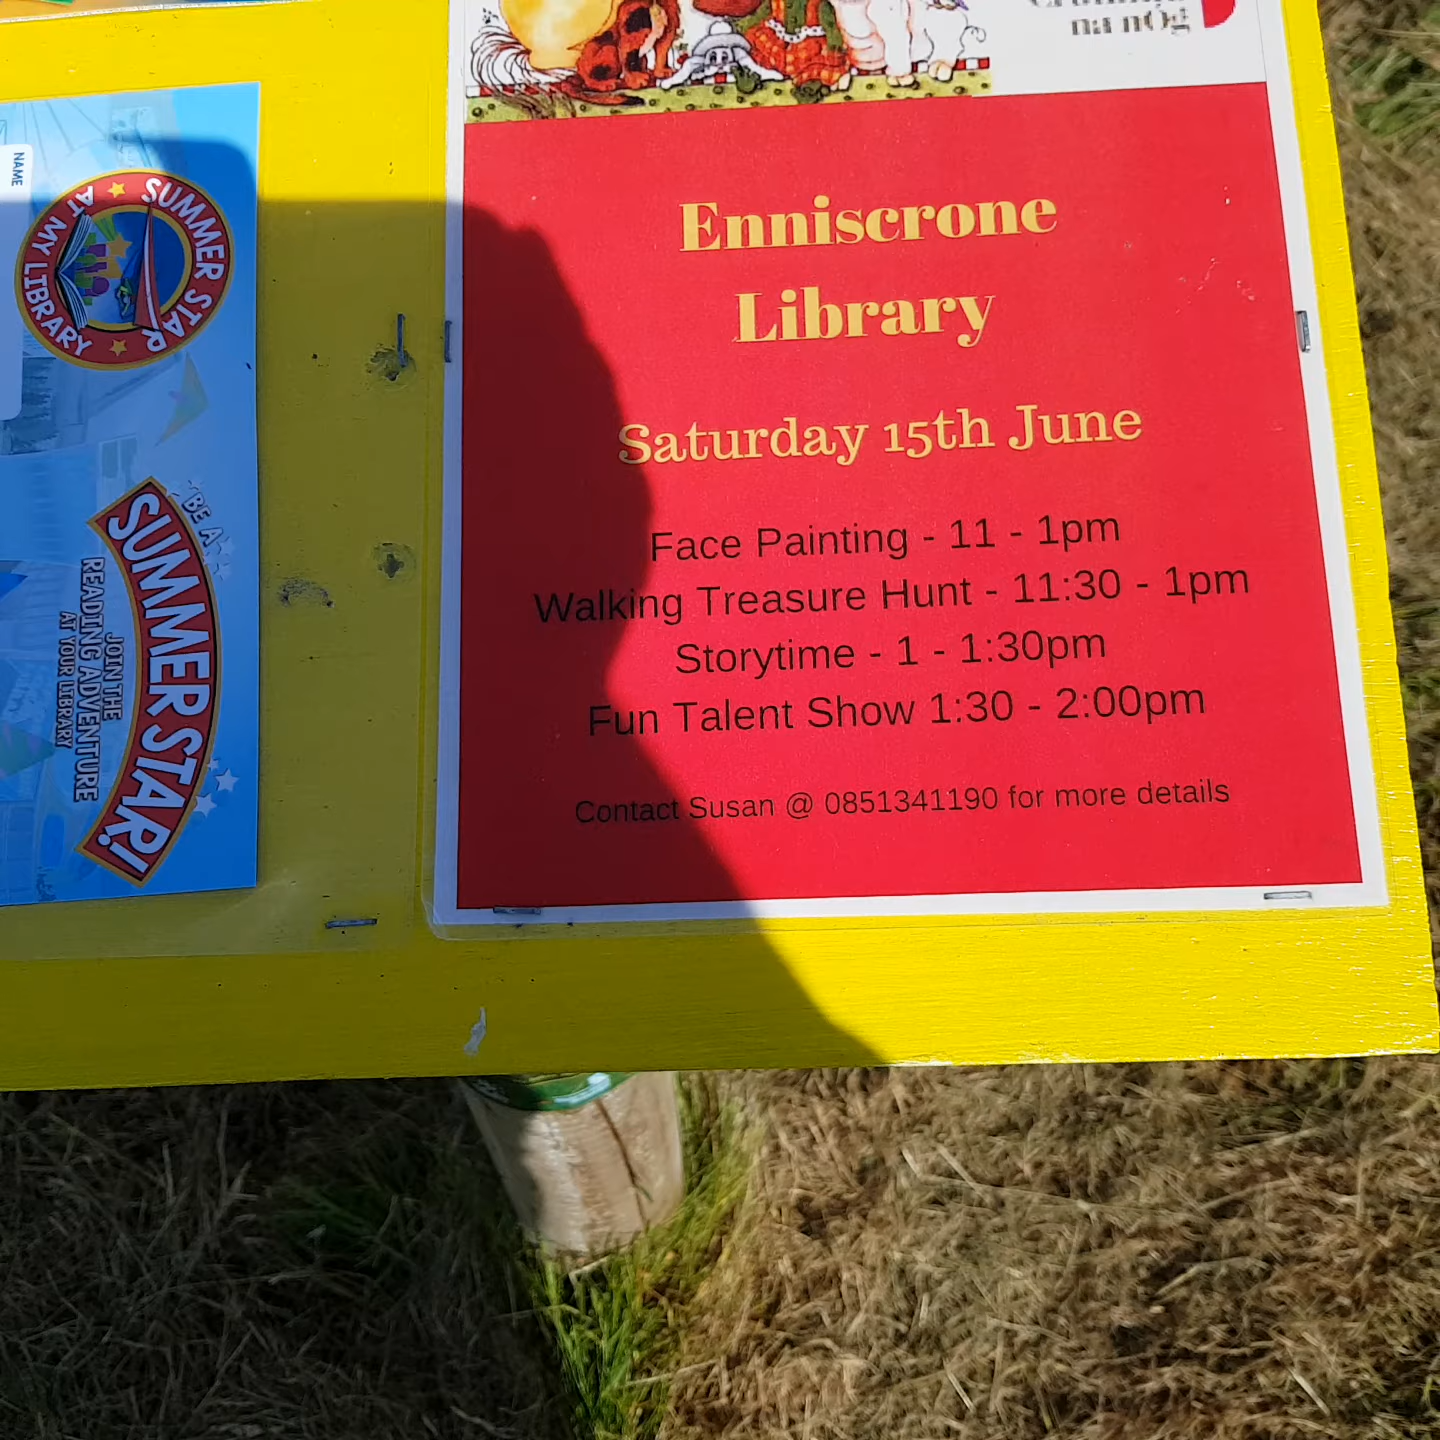 na nÓg
Enniscrone
Library
Saturday 15th June
Face Painting - 11 - 1pm
Walking Treasure Hunt - 11:30 - 1pm
Storytime - 1 - 1:30pm
Fun Talent Show 1:30 - 2:00pm
Contact Susan @ 0851341190 for more details
NAME
SUMMER STAR
AT MY LIBRARY
BE A
SUMMER STAR!
JOIN THE
READING ADVENTURE
AT YOUR LIBRARY